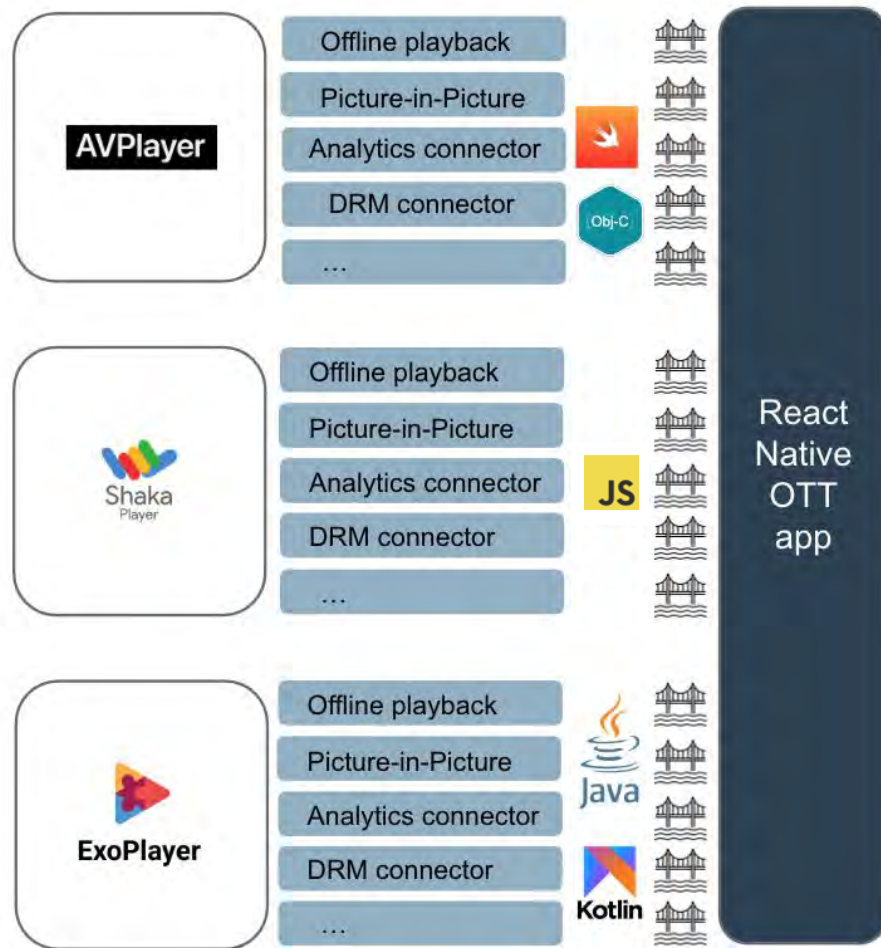 AVPlayer
Offline playback
Picture-in-Picture
Analytics connector
DRM connector
…
Obj-C
Shaka
Player
Offline playback
Picture-in-Picture
Analytics connector
DRM connector
…
JS
ExoPlayer
Offline playback
Picture-in-Picture
Analytics connector
DRM connector
…
Java
Kotlin
React
Native
OTT
app